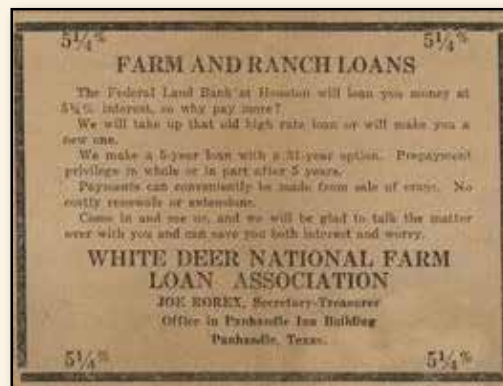 5¼% 5¼%
FARM AND RANCH LOANS
The Federal Land Bank at Houston will loan you money at
5¼% interest, so why pay more?
We will take up that old high rate loan or will make you a
new one.
We make a 5-year loan with a 31-year option. Prepayment
privilege in whole or in part after 5 years.
Payments can conveniently be made from sale of crops. No
costly renewals or extensions.
Come in and see us, and we will be glad to talk the matter
over with you and can save you both interest and worry.
WHITE DEER NATIONAL FARM
LOAN ASSOCIATION
JOE ROREX, Secretary-Treasurer
Office in Panhandle Inn Building
Panhandle, Texas.
5¼% 5¼%